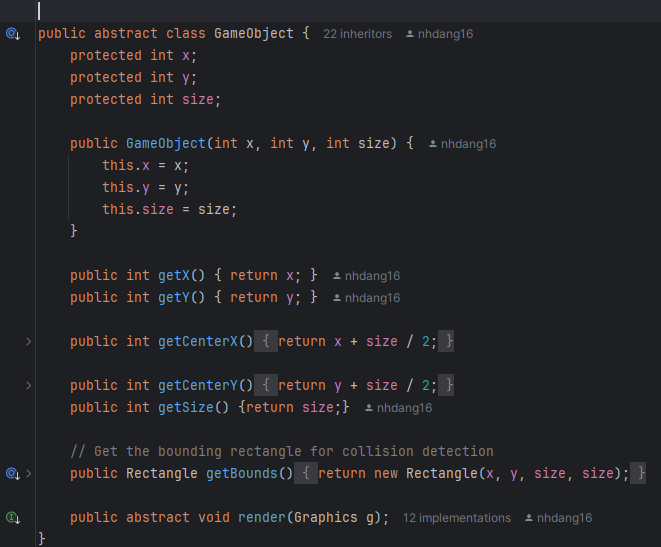 public abstract class GameObject { 22 inheritors nhdang16
protected int x;
protected int y;
protected int size;
public GameObject(int x, int y, int size) { nhdang16
this.x = x;
this.y = y;
this.size = size;
}
public int getX() { return x; } nhdang16
public int getY() { return y; } nhdang16
public int getCenterX() { return x + size / 2; }
public int getCenterY() { return y + size / 2; }
public int getSize() {return size;} nhdang16
// Get the bounding rectangle for collision detection
public Rectangle getBounds() { return new Rectangle(x, y, size, size); }
public abstract void render(Graphics g); 12 implementations nhdang16
}